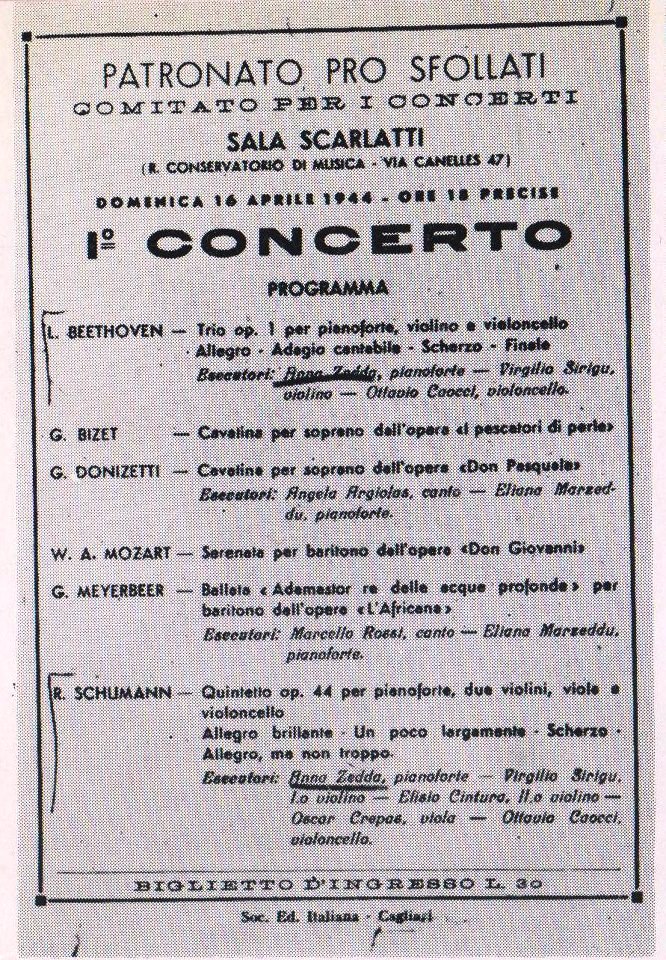 PATRONATO PRO SFOLLATI
COMITATO PER I CONCERTI
SALA SCARLATTI
(R. CONSERVATORIO DI MUSICA - VIA CANELLES 47)
DOMENICA 16 APRILE 1944 - ORE 18 PRECISE
1º CONCERTO
PROGRAMMA
L. BEETHOVEN — Trio op. 1 per pianoforte, violino e violoncello
Allegro - Adagio cantabile - Scherzo - Finale
Esecutori: Anna Zedda, pianoforte — Virgilio Sirigu,
violino — Ottavio Caocci, violoncello.
G. BIZET — Cavatina per soprano dall'opera «I pescatori di perle»
G. DONIZETTI — Cavatina per soprano dall'opera «Don Pasquale»
Esecutori: Angela Argiolas, canto — Eliana Marzed-
du, pianoforte.
W. A. MOZART — Serenata per baritono dall'opera «Don Giovanni»
G. MEYERBEER — Ballata «Adamastor re delle acque profonde» per
baritono dall'opera «L'Africana»
Esecutori: Marcello Rossi, canto — Eliana Marzeddu,
pianoforte.
R. SCHUMANN — Quintetto op. 44 per pianoforte, due violini, viola e
violoncello
Allegro brillante - Un poco largamente - Scherzo -
Allegro, ma non troppo.
Esecutori: Anna Zedda, pianoforte — Virgilio Sirigu,
I.o violino — Elisio Cintura, II.o violino —
Oscar Crepas, viola — Ottavio Caocci,
violoncello.
BIGLIETTO D'INGRESSO L. 30
Soc. Ed. Italiana - Cagliari